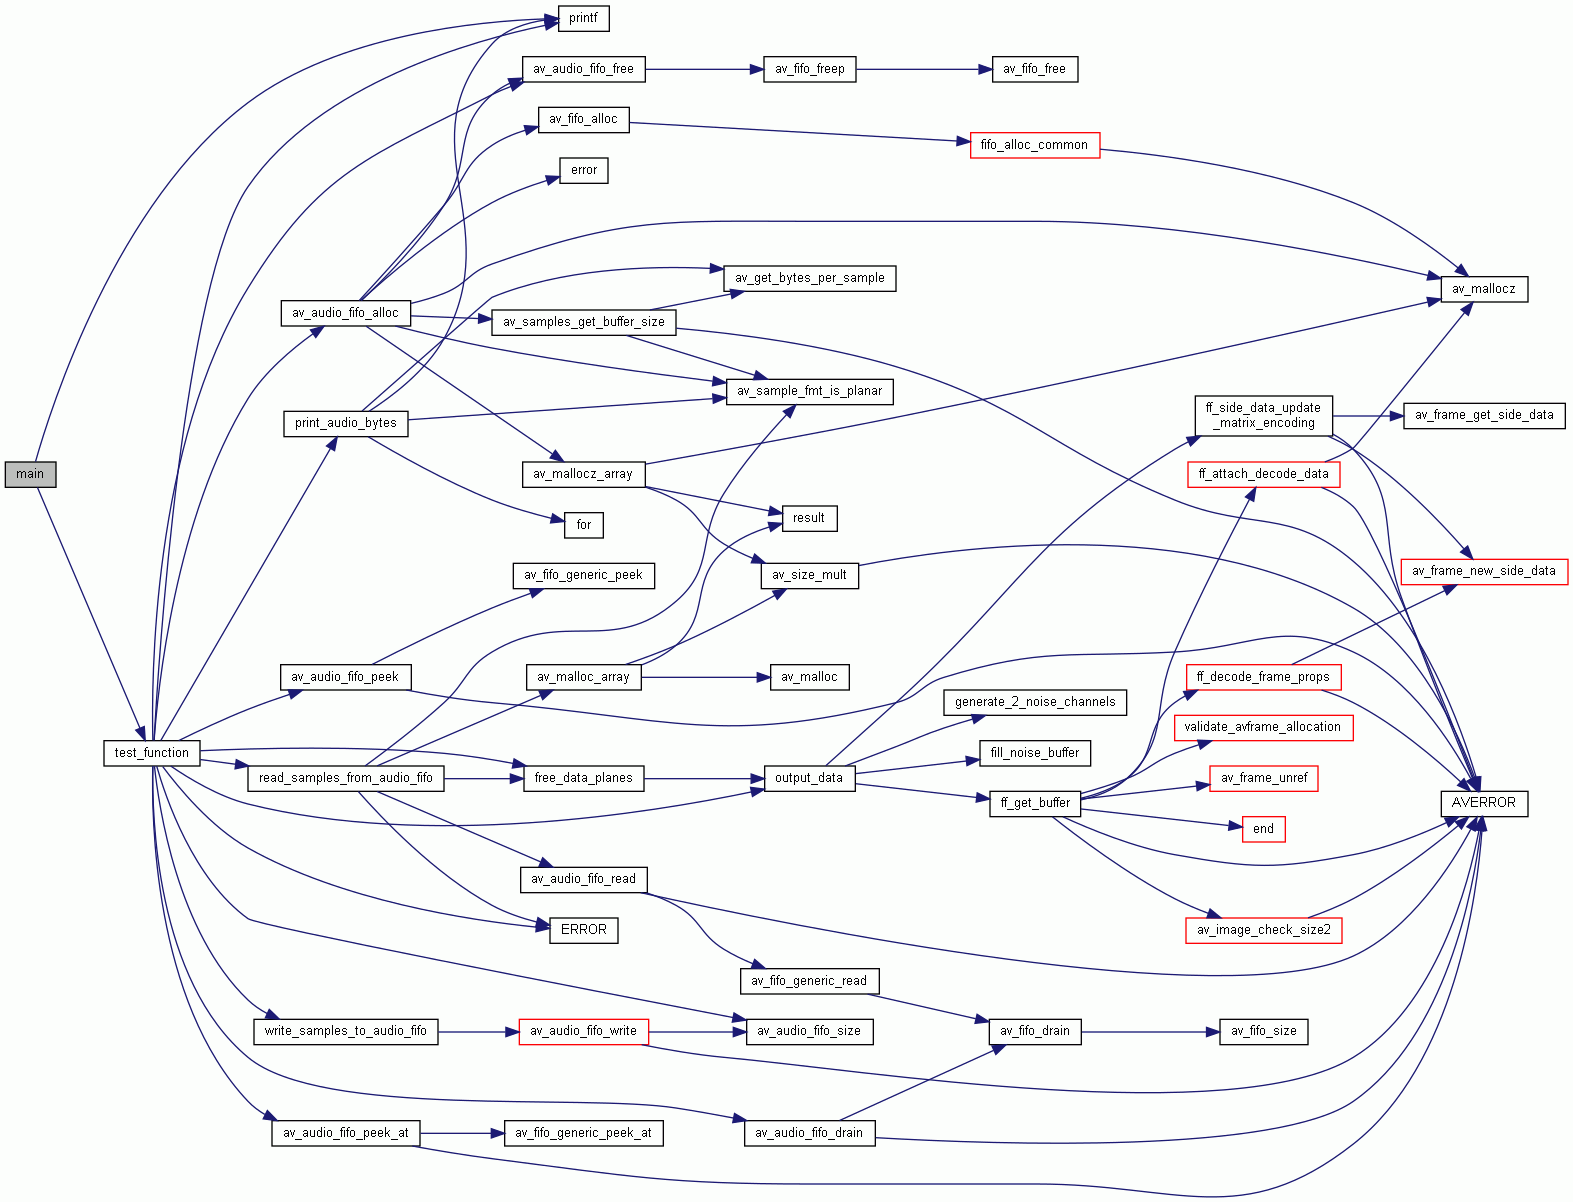 printf
av_audio_fifo_free
av_fifo_freep
av_fifo_free
av_fifo_alloc
fifo_alloc_common
error
av_get_bytes_per_sample
av_mallocz
av_audio_fifo_alloc
av_samples_get_buffer_size
av_sample_fmt_is_planar
print_audio_bytes
ff_side_data_update
_matrix_encoding
av_frame_get_side_data
main
av_mallocz_array
ff_attach_decode_data
result
for
av_fifo_generic_peek
av_size_mult
av_frame_new_side_data
av_audio_fifo_peek
av_malloc_array
av_malloc
ff_decode_frame_props
generate_2_noise_channels
validate_avframe_allocation
test_function
fill_noise_buffer
read_samples_from_audio_fifo
free_data_planes
output_data
av_frame_unref
ff_get_buffer
AVERROR
end
av_audio_fifo_read
ERROR
av_image_check_size2
av_fifo_generic_read
write_samples_to_audio_fifo
av_audio_fifo_write
av_audio_fifo_size
av_fifo_drain
av_fifo_size
av_audio_fifo_peek_at
av_fifo_generic_peek_at
av_audio_fifo_drain